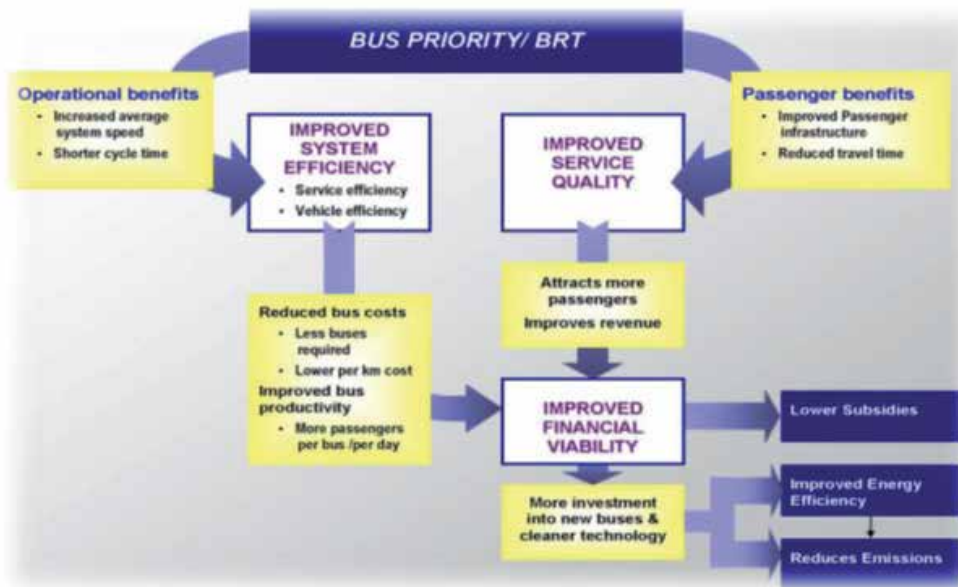 BUS PRIORITY/ BRT
Operational benefits
• Increased average
system speed
• Shorter cycle time
Passenger benefits
• Improved Passenger
infrastructure
• Reduced travel time
IMPROVED
SYSTEM
EFFICIENCY
• Service efficiency
• Vehicle efficiency
IMPROVED
SERVICE
QUALITY
Reduced bus costs
• Less buses
required
• Lower per km cost
Improved bus
productivity
• More passengers
per bus /per day
Attracts more
passengers
Improves revenue
IMPROVED
FINANCIAL
VIABILITY
Lower Subsidies
More investment
into new buses &
cleaner technology
Improved Energy
Efficiency
Reduces Emissions